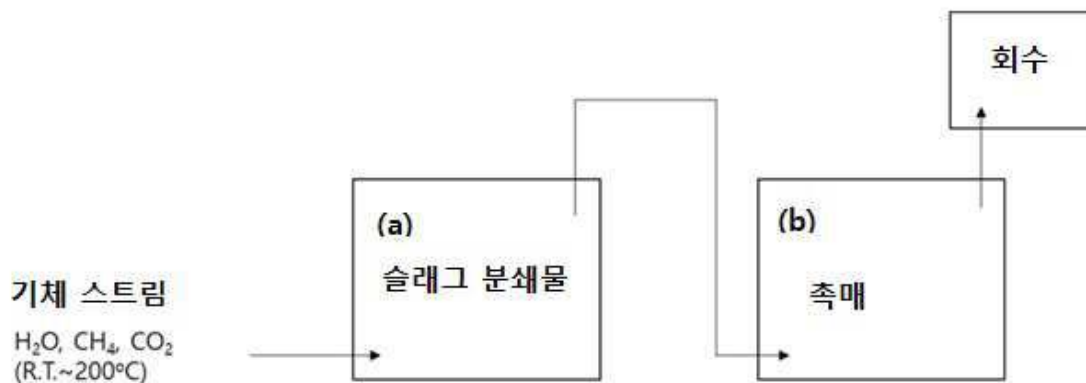 회수
(a)
슬래그 분쇄물
(b)
촉매
기체 스트림
H₂O, CH₄, CO₂
(R.T.~200℃)